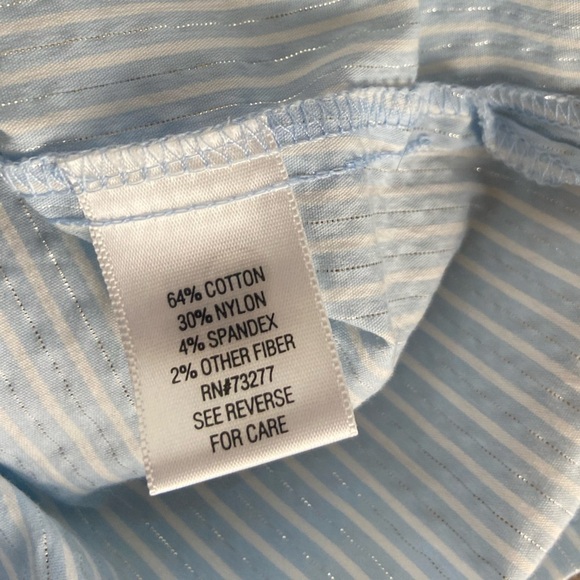 64% COTTON
30% NYLON
4% SPANDEX
2% OTHER FIBER
RN#73277
SEE REVERSE
FOR CARE